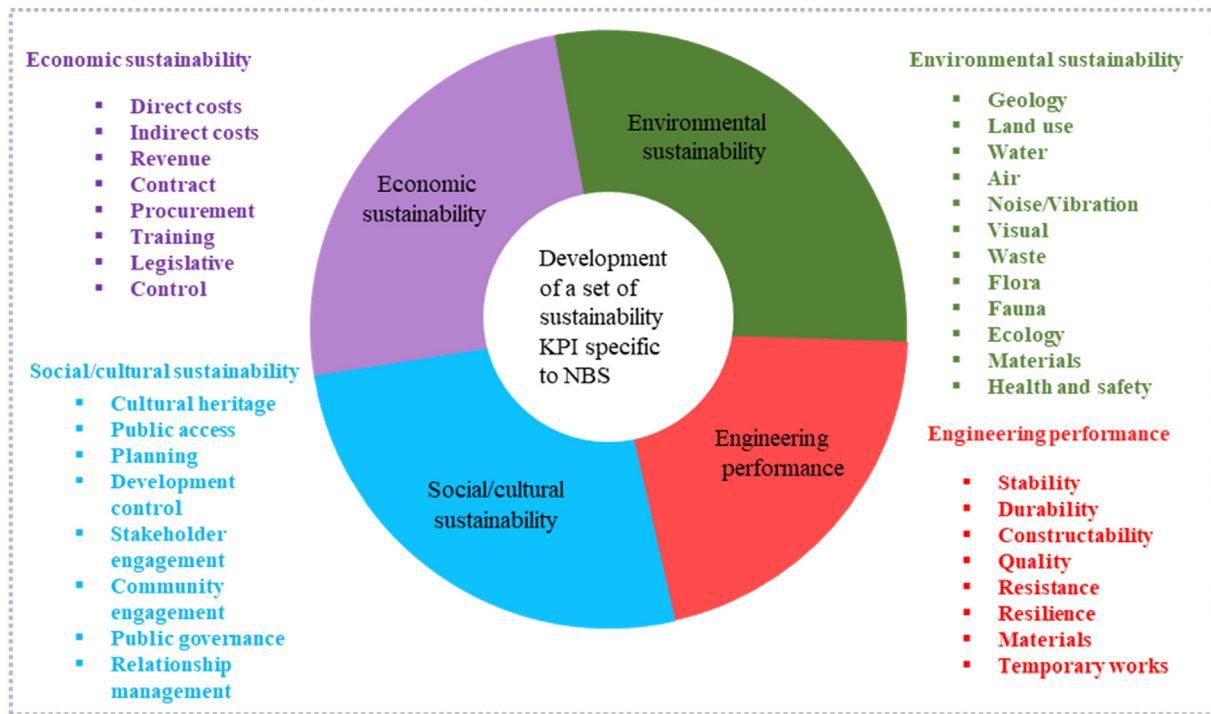 Economic sustainability
▪ Direct costs
▪ Indirect costs
▪ Revenue
▪ Contract
▪ Procurement
▪ Training
▪ Legislative
▪ Control
Social/cultural sustainability
▪ Cultural heritage
▪ Public access
▪ Planning
▪ Development
control
▪ Stakeholder
engagement
▪ Community
engagement
▪ Public governance
▪ Relationship
management
Economic
sustainability
Environmental
sustainability
Development
of a set of
sustainability
KPI specific
to NBS
Social/cultural
sustainability
Engineering
performance
Environmental sustainability
▪ Geology
▪ Land use
▪ Water
▪ Air
▪ Noise/Vibration
▪ Visual
▪ Waste
▪ Flora
▪ Fauna
▪ Ecology
▪ Materials
▪ Health and safety
Engineering performance
▪ Stability
▪ Durability
▪ Constructability
▪ Quality
▪ Resistance
▪ Resilience
▪ Materials
▪ Temporary works